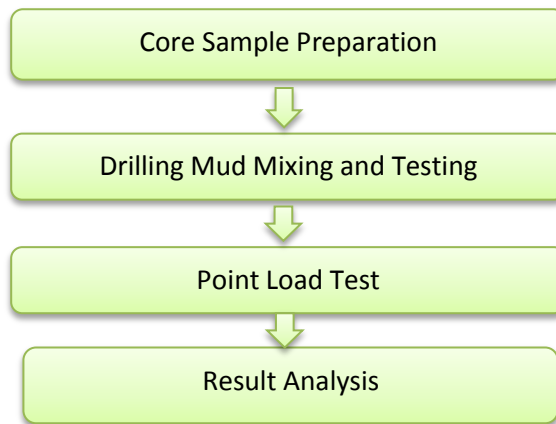 Core Sample Preparation
Drilling Mud Mixing and Testing
Point Load Test
Result Analysis